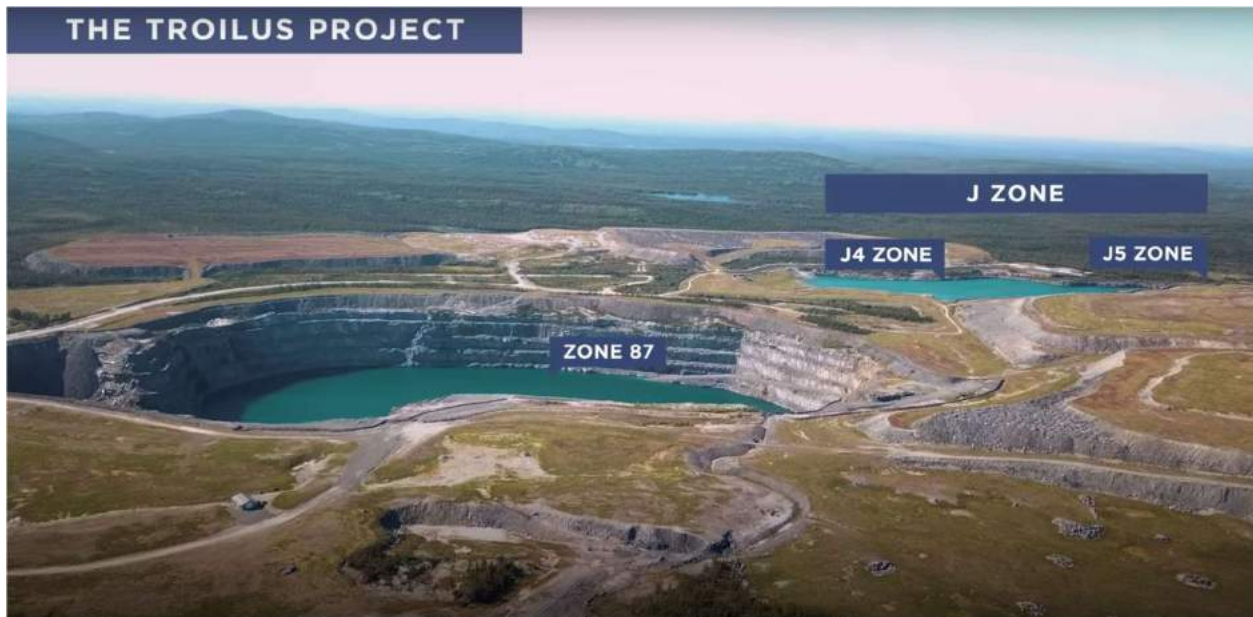 THE TROILUS PROJECT
J ZONE
J4 ZONE
J5 ZONE
ZONE 87